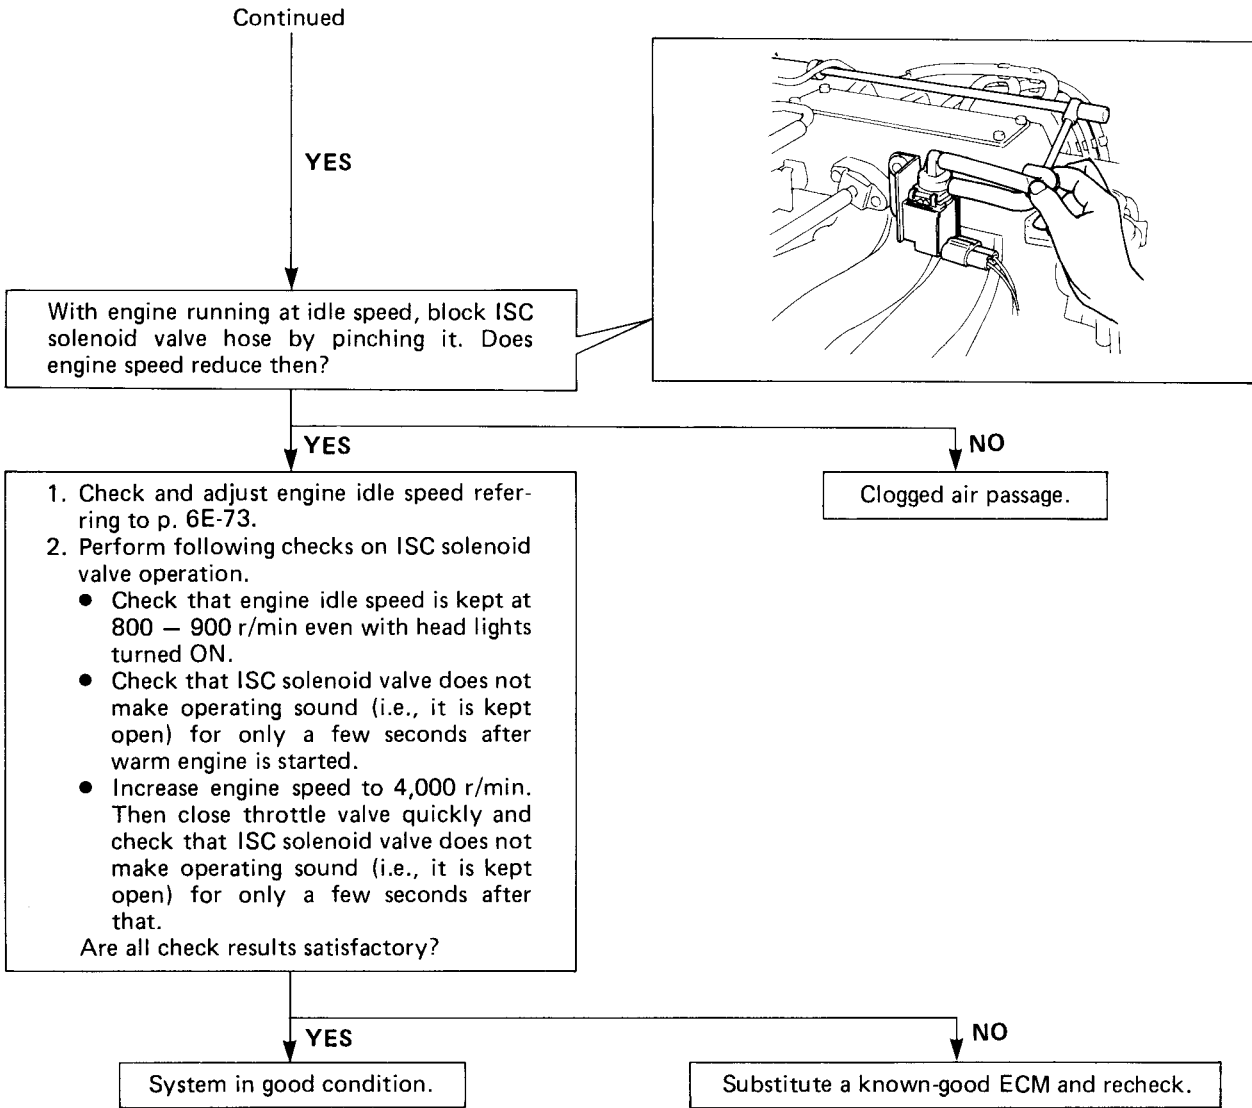 Continued
YES
With engine running at idle speed, block ISC
solenoid valve hose by pinching it. Does
engine speed reduce then?
YES
NO
1. Check and adjust engine idle speed refer-
ring to p. 6E-73.
2. Perform following checks on ISC solenoid
valve operation.
● Check that engine idle speed is kept at
800 — 900 r/min even with head lights
turned ON.
● Check that ISC solenoid valve does not
make operating sound (i.e., it is kept
open) for only a few seconds after
warm engine is started.
● Increase engine speed to 4,000 r/min.
Then close throttle valve quickly and
check that ISC solenoid valve does not
make operating sound (i.e., it is kept
open) for only a few seconds after
that.
Are all check results satisfactory?
Clogged air passage.
YES
NO
System in good condition.
Substitute a known-good ECM and recheck.